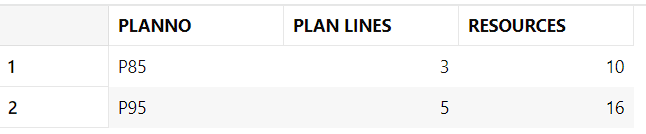 PLANNO PLAN LINES RESOURCES
1 P85 3 10
2 P95 5 16